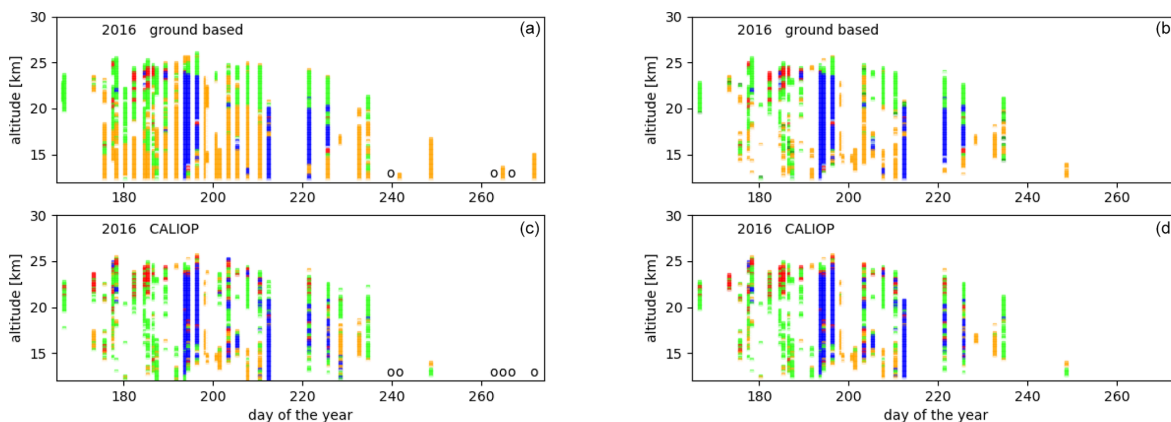 2016 ground based (a)
30
25
20
15
altitude [km]
180 200 220 240 260
o o o
2016 ground based (b)
30
25
20
15
altitude [km]
180 200 220 240 260
2016 CALIOP (c)
30
25
20
15
altitude [km]
oo ooo o
180 200 220 240 260
day of the year
2016 CALIOP (d)
30
25
20
15
altitude [km]
180 200 220 240 260
day of the year